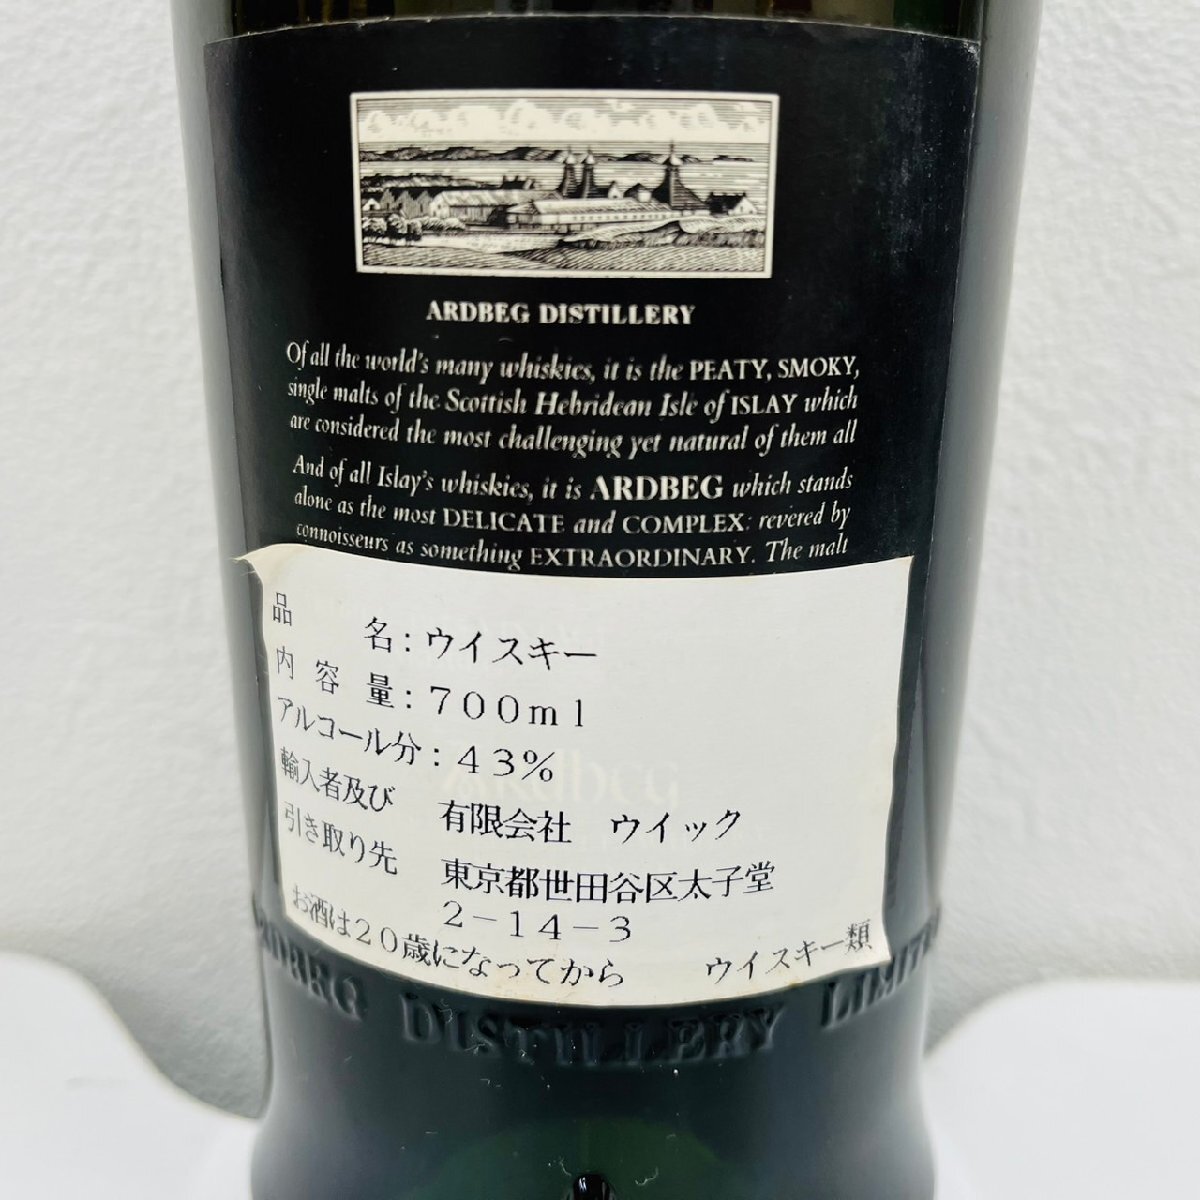 ARDBEG DISTILLERY
Of all the world's many whiskies, it is the PEATY, SMOKY,
single malts of the Scottish Hebridean Isle of ISLAY which
are considered the most challenging yet natural of them all
And of all Islay's whiskies, it is ARDBEG which stands
alone as the most DELICATE and COMPLEX: revered by
connoisseurs as something EXTRAORDINARY. The malt
品名:ウイスキー
内容量:700ml
アルコール分:43%
輸入者及び 有限会社 ウイック
引き取り先 東京都世田谷区太子堂
2-14-3
お酒は20歳になってから ウイスキー類
ARDBEG DISTILLERY LIMITED